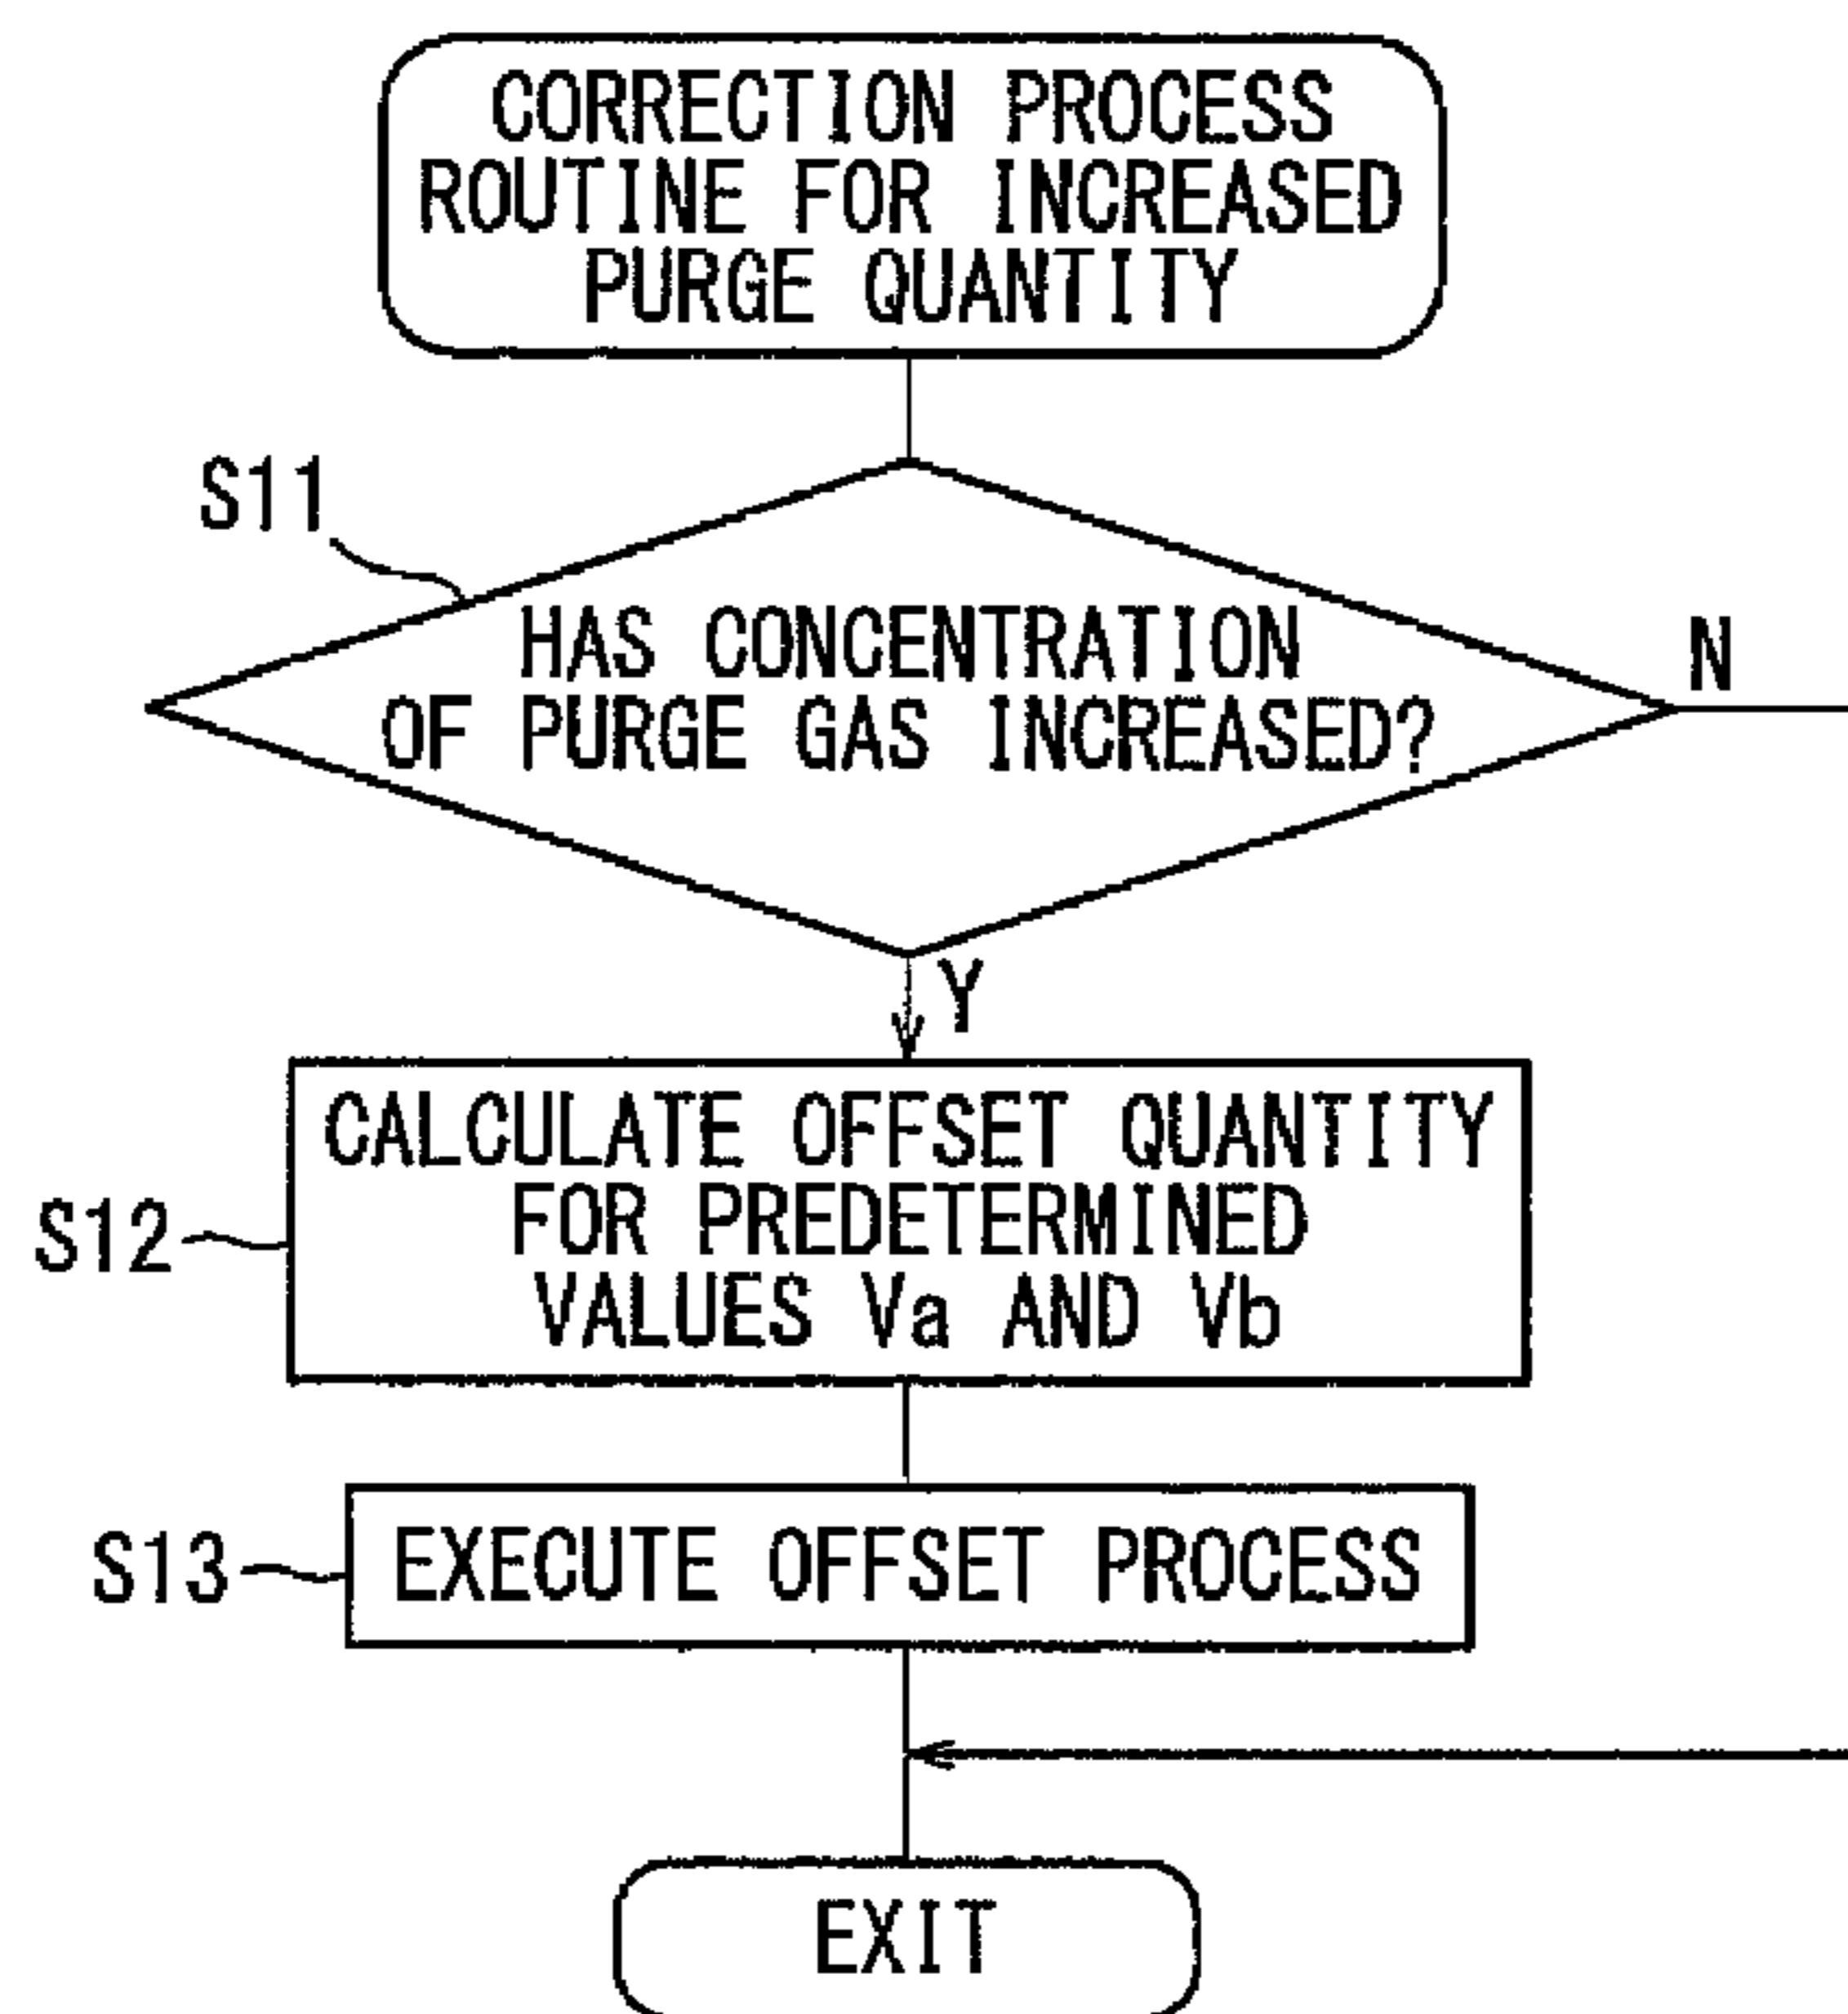 CORRECTION PROCESS
ROUTINE FOR INCREASED
PURGE QUANTITY
S11
HAS CONCENTRATION
OF PURGE GAS INCREASED?
N
Y
CALCULATE OFFSET QUANTITY
FOR PREDETERMINED
VALUES Va AND Vb
S12
EXECUTE OFFSET PROCESS
S13
EXIT